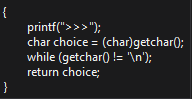 {
printf(">>>");
char choice = (char)getchar();
while (getchar() != '\n');
return choice;
}